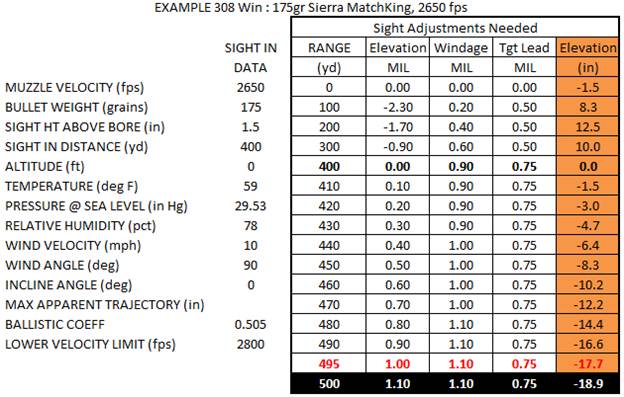 EXAMPLE 308 Win : 175gr Sierra MatchKing, 2650 fps
Sight Adjustments Needed
SIGHT IN RANGE Elevation Windage Tgt Lead Elevation
DATA (yd) MIL MIL MIL (in)
MUZZLE VELOCITY (fps) 2650 0 0.00 0.00 0.00 -1.5
BULLET WEIGHT (grains) 175 100 -2.30 0.20 0.50 8.3
SIGHT HT ABOVE BORE (in) 1.5 200 -1.70 0.40 0.50 12.5
SIGHT IN DISTANCE (yd) 400 300 -0.90 0.60 0.50 10.0
ALTITUDE (ft) 0 400 0.00 0.90 0.75 0.0
TEMPERATURE (deg F) 59 410 0.10 0.90 0.75 -1.5
PRESSURE @ SEA LEVEL (in Hg) 29.53 420 0.20 0.90 0.75 -3.0
RELATIVE HUMIDITY (pct) 78 430 0.30 0.90 0.75 -4.7
WIND VELOCITY (mph) 10 440 0.40 1.00 0.75 -6.4
WIND ANGLE (deg) 90 450 0.50 1.00 0.75 -8.3
INCLINE ANGLE (deg) 0 460 0.60 1.00 0.75 -10.2
MAX APPARENT TRAJECTORY (in) 470 0.70 1.00 0.75 -12.2
BALLISTIC COEFF 0.505 480 0.80 1.10 0.75 -14.4
LOWER VELOCITY LIMIT (fps) 2800 490 0.90 1.10 0.75 -16.6
495 1.00 1.10 0.75 -17.7
500 1.10 1.10 0.75 -18.9